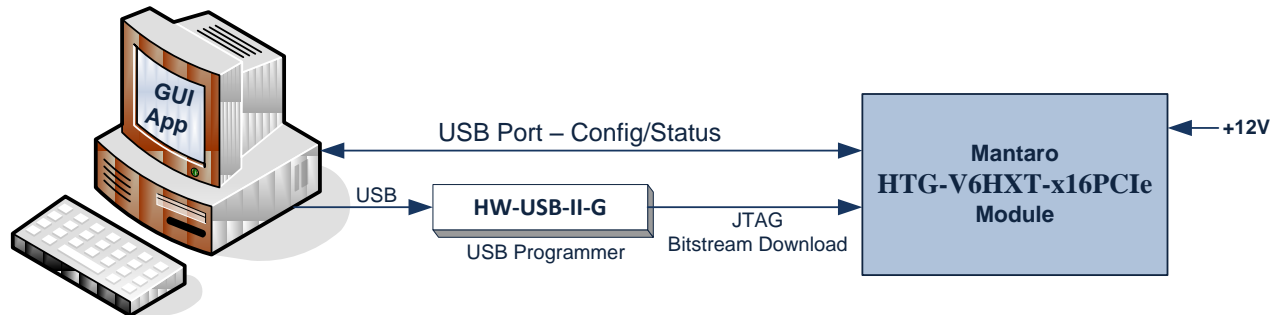 GUI
App
USB Port – Config/Status
+12V
Mantaro
HTG-V6HXT-x16PCIe
Module
USB
HW-USB-II-G
USB Programmer
JTAG
Bitstream Download